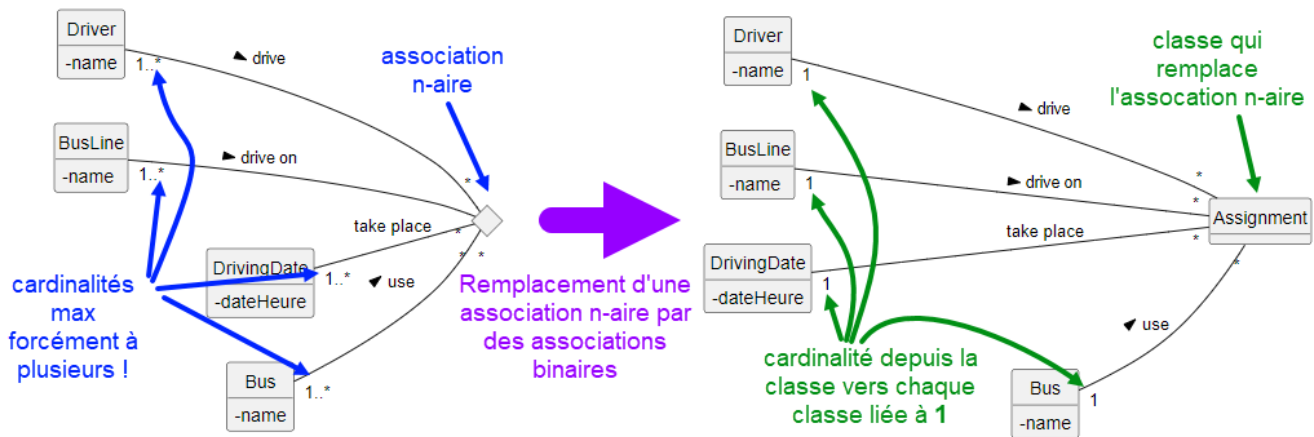 Driver
-name
1..*
drive
association
n-aire
BusLine
-name
1..*
drive on
*
*
take place
*
*
DrivingDate
-dateHeure
1..*
use
cardinalités
max
forcément à
plusieurs !
Bus
-name
1..*
Remplacement d'une
association n-aire par
des associations
binaires
Driver
-name
1
drive
classe qui
remplace
l'assocation n-aire
BusLine
-name
1
drive on
*
*
take place
*
*
Assignment
DrivingDate
-dateHeure
1
use
cardinalité depuis la
classe vers chaque
classe liée à 1
Bus
-name
1